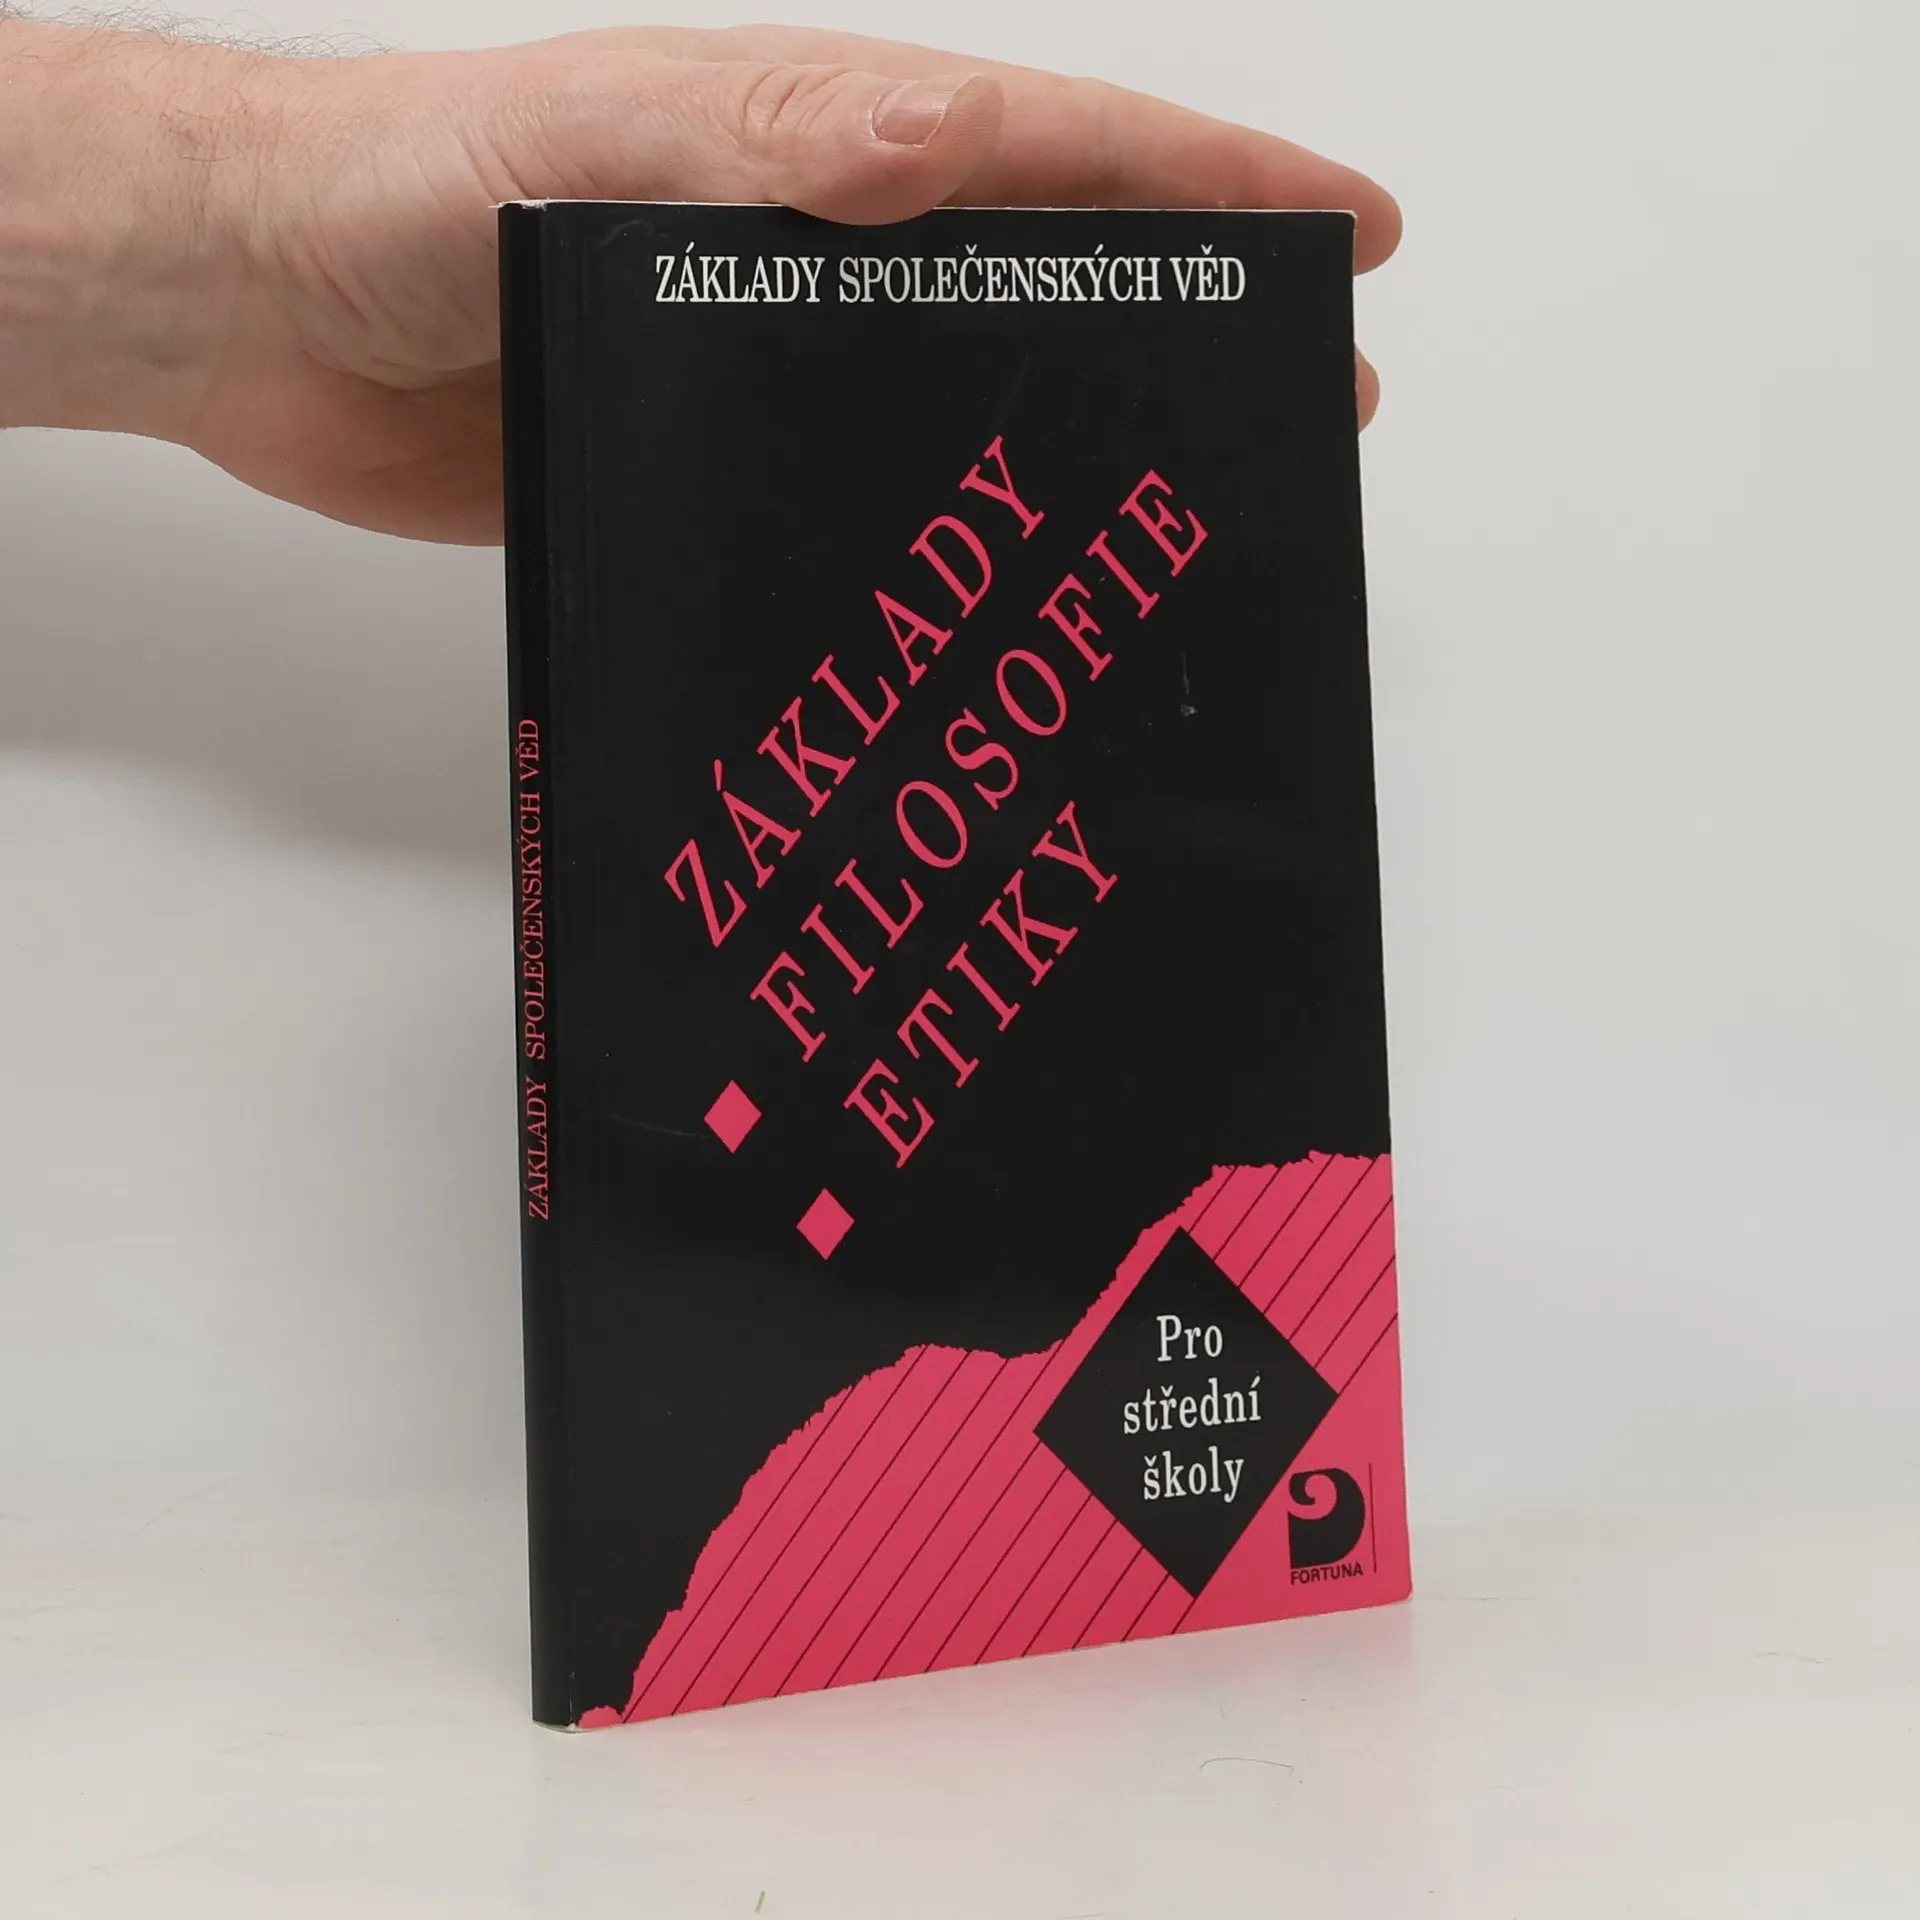 ZÁKLADY SPOLEČENSKÝCH VĚD
ZÁKLADY
FILOSOFIE
ETIKY
Pro
střední
školy
FORTUNA
ZÁKLADY SPOLEČENSKÝCH VĚD